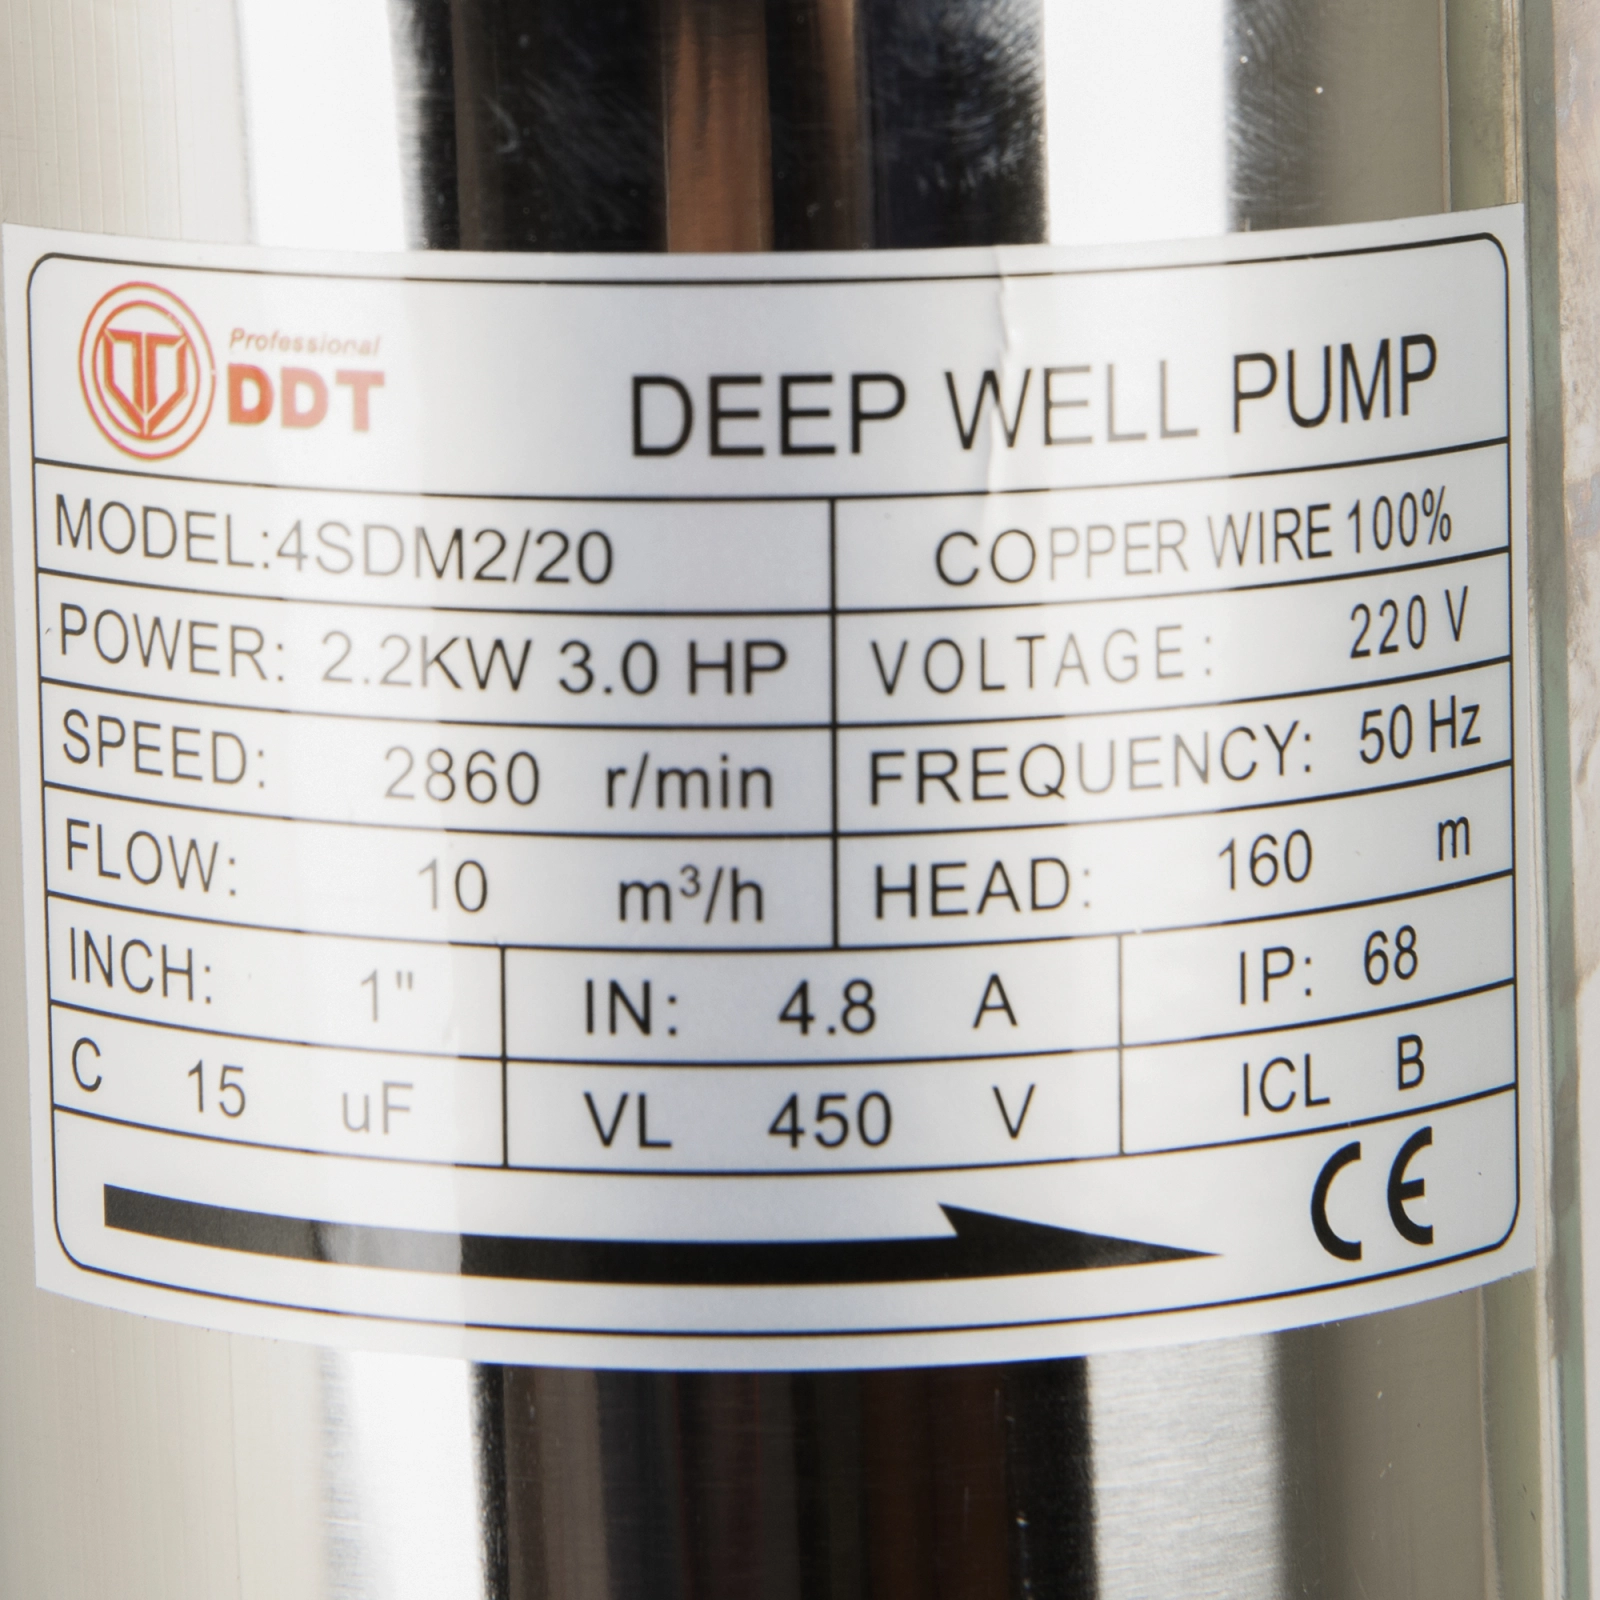 Professional
DDT
DEEP WELL PUMP
MODEL:4SDM2/20 COPPER WIRE 100%
POWER: 2.2KW 3.0 HP VOLTAGE: 220 V
SPEED: 2860 r/min FREQUENCY: 50 Hz
FLOW: 10 m³/h HEAD: 160 m
INCH: 1" IN: 4.8 A IP: 68
C 15 uF VL 450 V ICL B
CE